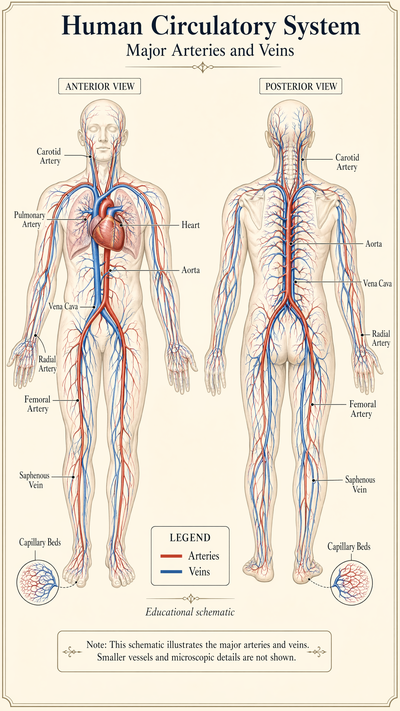 Human Circulatory System
Major Arteries and Veins
ANTERIOR VIEW
Carotid
Artery
Pulmonary
Artery
Heart
Aorta
Vena Cava
Radial
Artery
Femoral
Artery
Saphenous
Vein
Capillary Beds
POSTERIOR VIEW
Carotid
Artery
Aorta
Vena Cava
Radial
Artery
Femoral
Artery
Saphenous
Vein
Capillary Beds
LEGEND
Arteries
Veins
Educational schematic
Note: This schematic illustrates the major arteries and veins.
Smaller vessels and microscopic details are not shown.